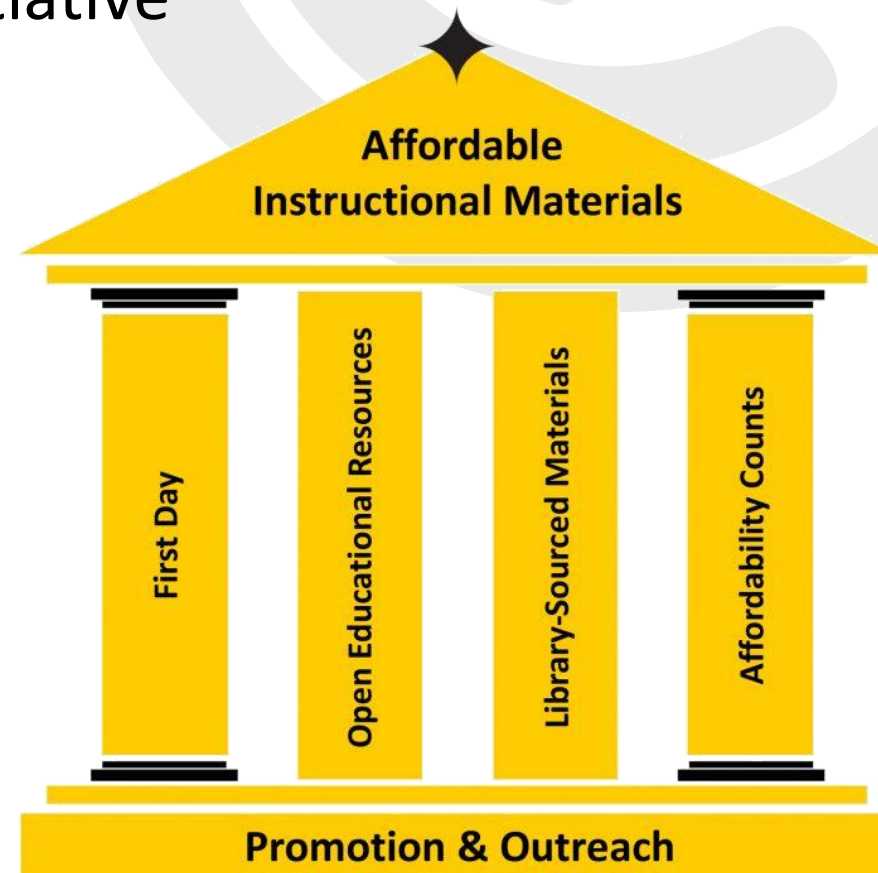 Affordable
Instructional Materials
First Day
Open Educational Resources
Library-Sourced Materials
Affordability Counts
Promotion & Outreach